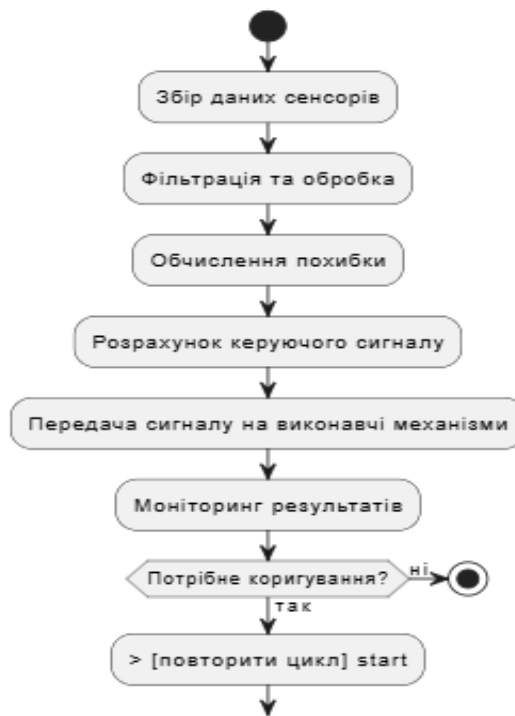 Збір даних сенсорів
Фільтрація та обробка
Обчислення похибки
Розрахунок керуючого сигналу
Передача сигналу на виконавчі механізми
Моніторинг результатів
Потрібне коригування?
ні
так
> [повторити цикл] start